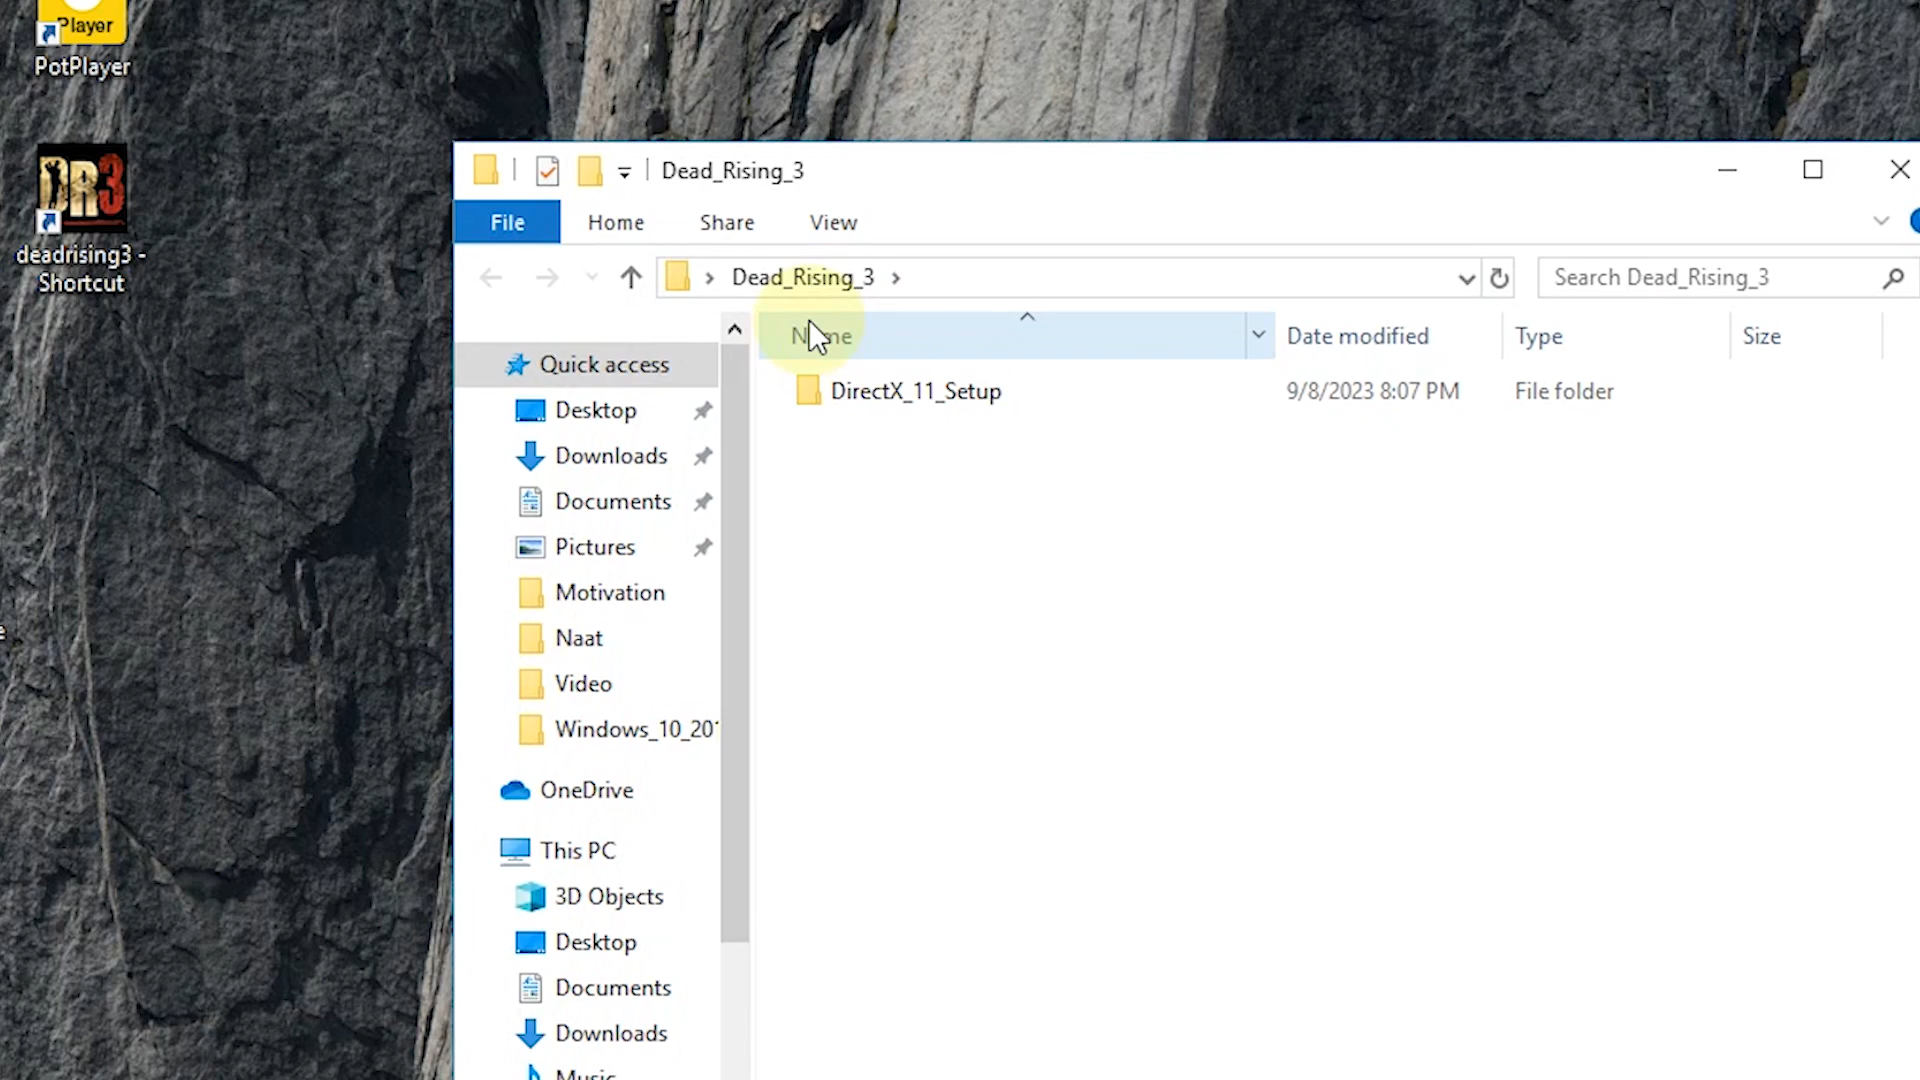 Player
PotPlayer
DR3
deadrising3 -
Shortcut
Dead_Rising_3
File Home Share View
Dead_Rising_3
Search Dead_Rising_3
Name Date modified Type Size
DirectX_11_Setup 9/8/2023 8:07 PM File folder
Quick access
Desktop
Downloads
Documents
Pictures
Motivation
Naat
Video
Windows_10_20
OneDrive
This PC
3D Objects
Desktop
Documents
Downloads
Music